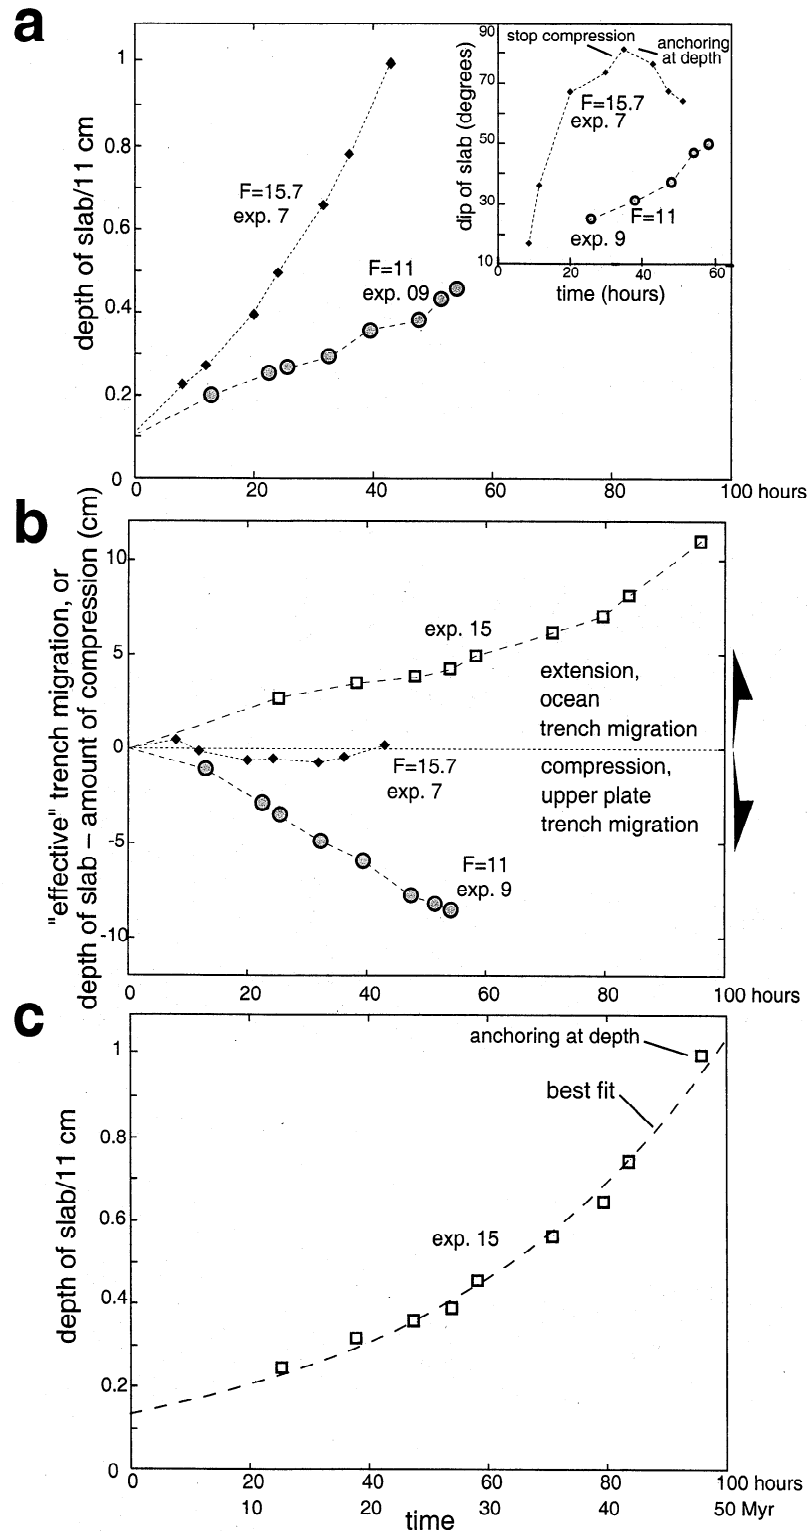 a
depth of slab/11 cm
1
0.8
0.6
0.4
0.2
0
F=15.7
exp. 7
F=11
exp. 09
0 20 40 60 80 100 hours
dip of slab (degrees)
90
70
50
30
10
stop compression
anchoring
at depth
F=15.7
exp. 7
F=11
exp. 9
0 20 40 60
time (hours)
b
"effective" trench migration, or
depth of slab – amount of compression (cm)
10
5
0
-5
-10
exp. 15
extension,
ocean
trench migration
F=15.7
exp. 7
compression,
upper plate
trench migration
F=11
exp. 9
0 20 40 60 80 100 hours
c
depth of slab/11 cm
1
0.8
0.6
0.4
0.2
0
anchoring at depth
best fit
exp. 15
0 20 40 60 80 100 hours
10 20 30 40 50 Myr
time